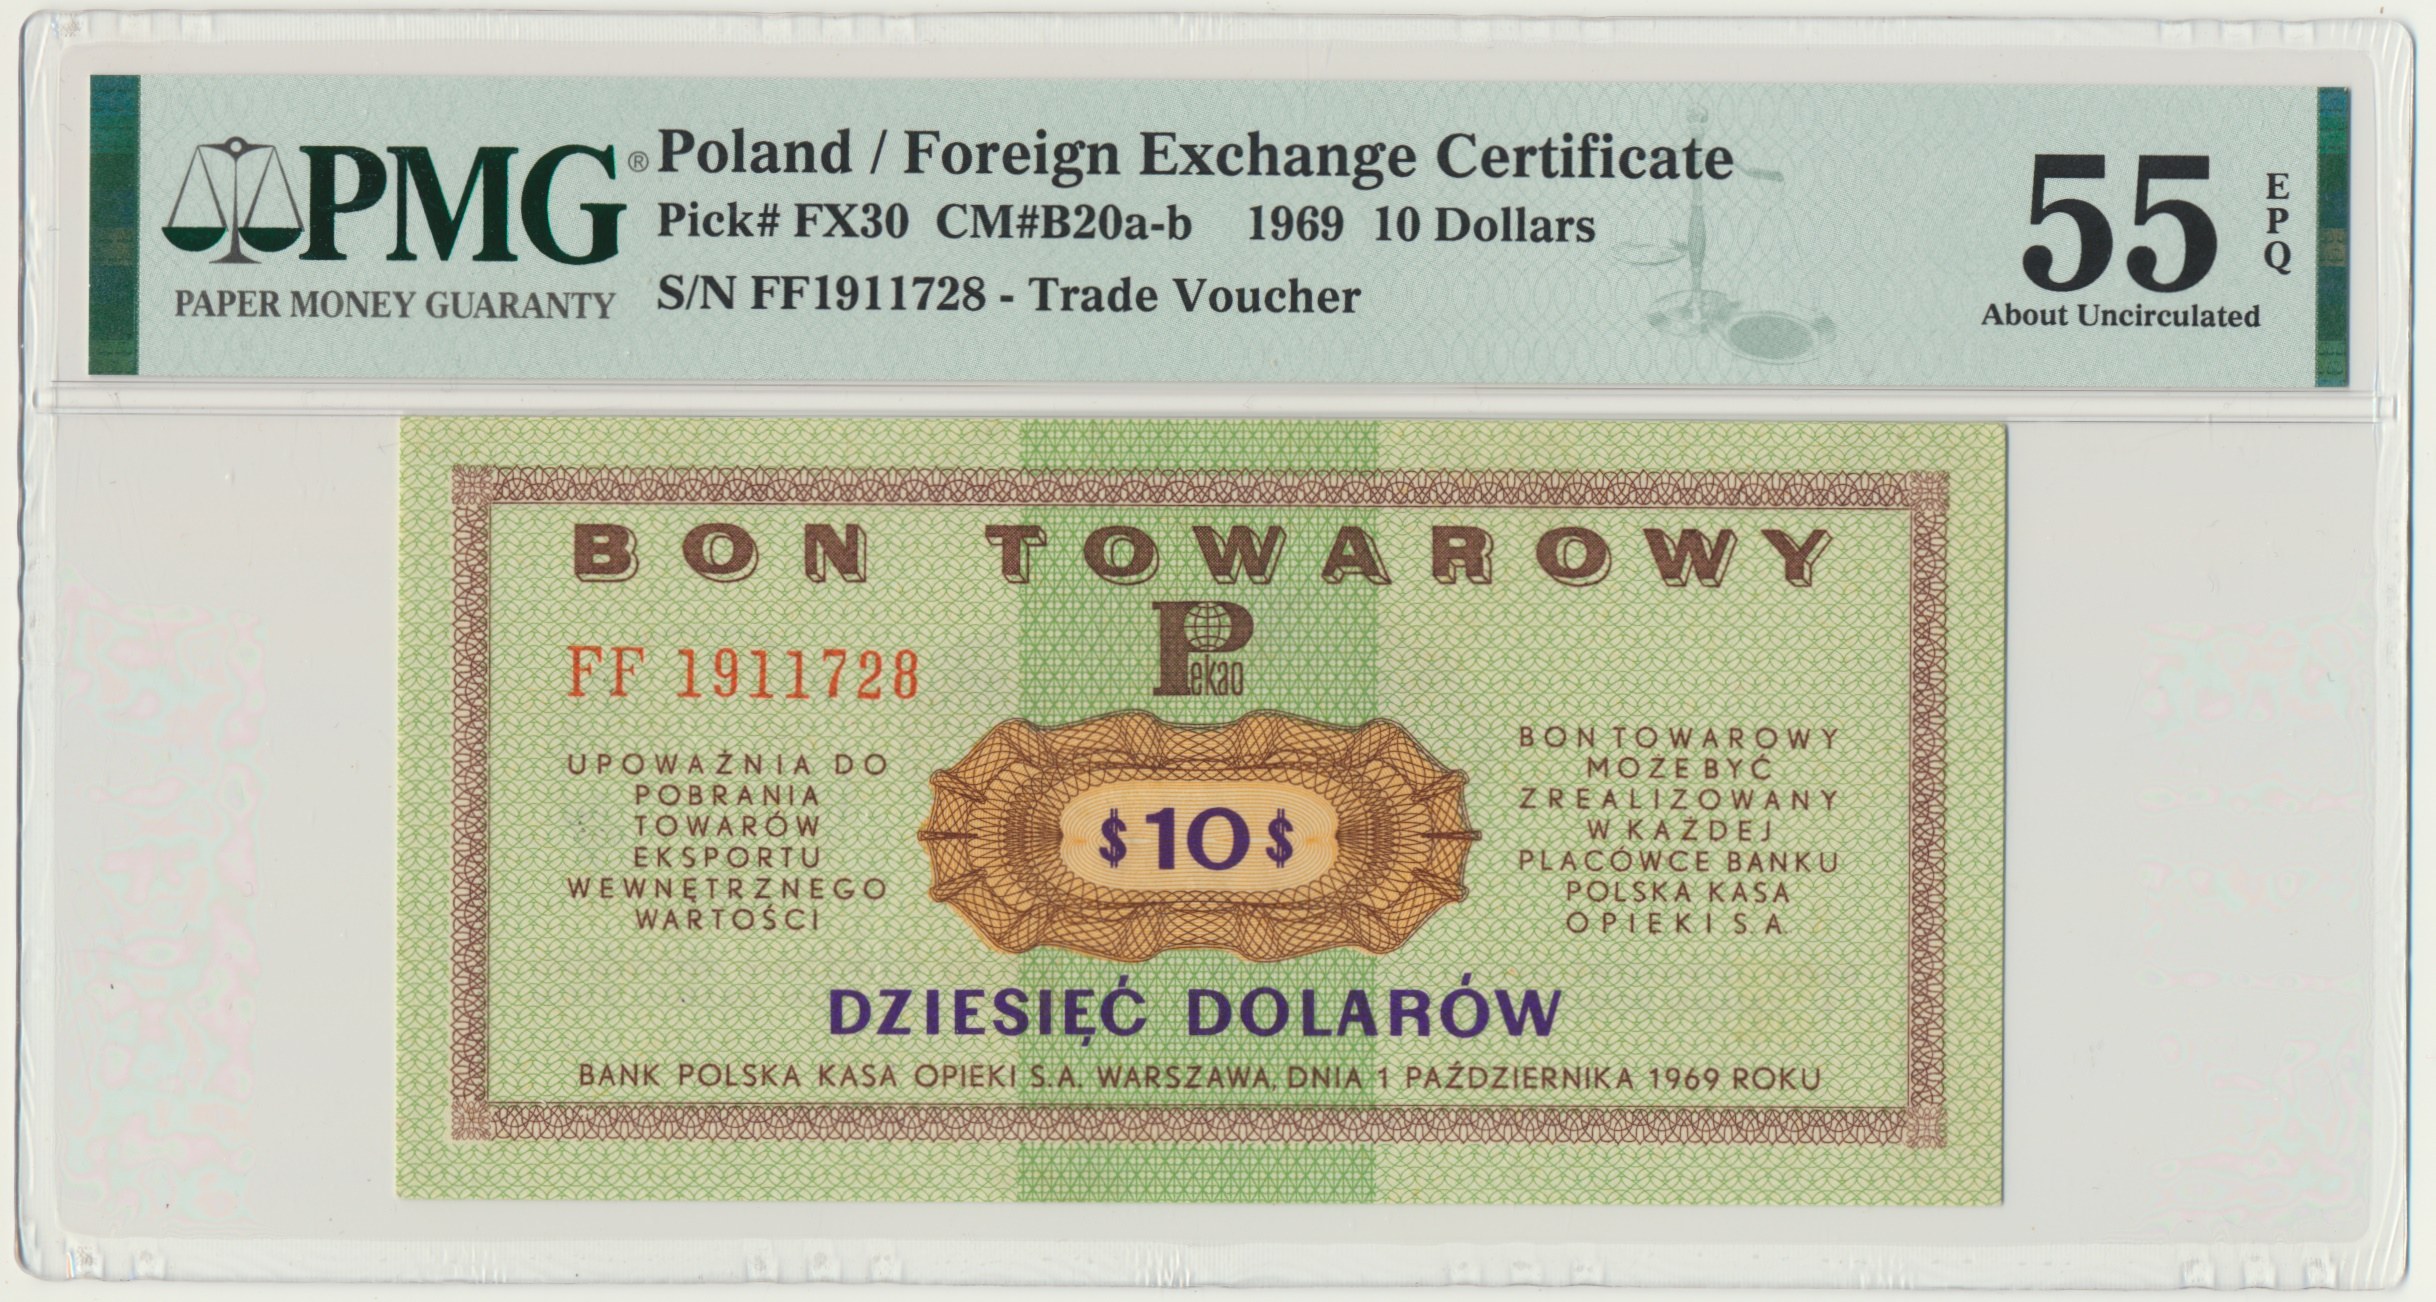 PMG®
PAPER MONEY GUARANTY
Poland / Foreign Exchange Certificate
Pick# FX30 CM#B20a-b 1969 10 Dollars
S/N FF1911728 - Trade Voucher
55
EPQ
About Uncirculated
BON TOWAROWY
Pekao
FF 1911728
UPOWAŻNIA DO
POBRANIA
TOWARÓW
EKSPORTU
WEWNĘTRZNEGO
WARTOŚCI
$10$
BON TOWAROWY
MOŻE BYĆ
ZREALIZOWANY
W KAŻDEJ
PLACÓWCE BANKU
POLSKA KASA
OPIEKI S.A.
DZIESIĘĆ DOLARÓW
BANK POLSKA KASA OPIEKI S.A. WARSZAWA, DNIA 1 PAŹDZIERNIKA 1969 ROKU